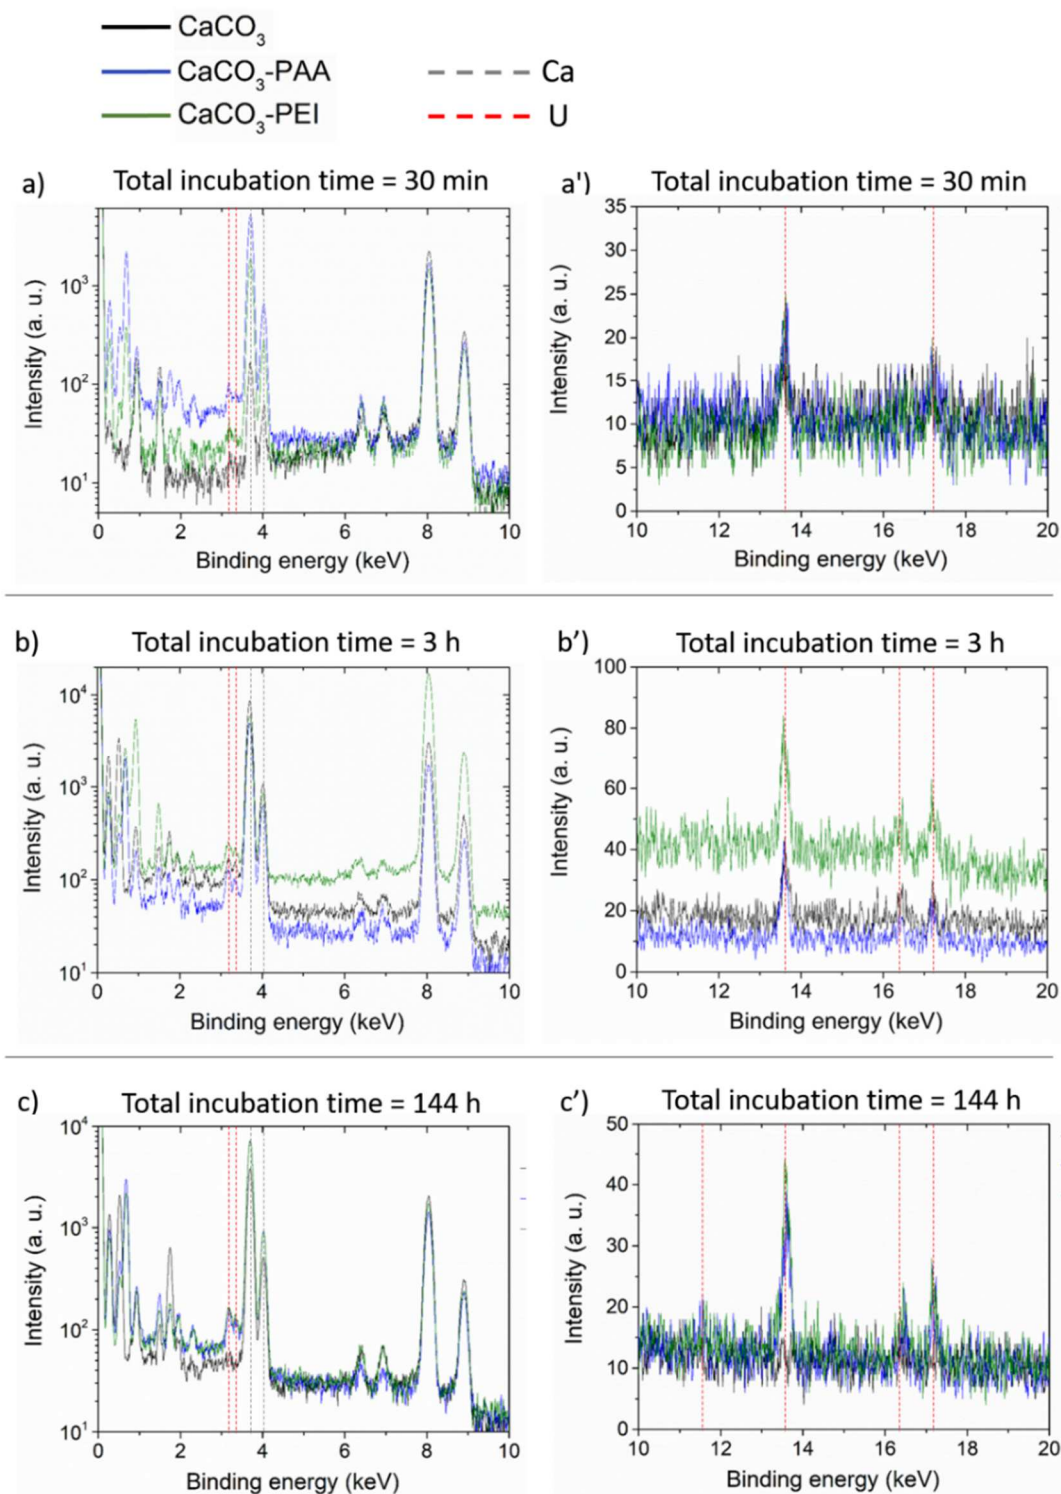 CaCO₃
CaCO₃-PAA
CaCO₃-PEI
Ca
U
a) Total incubation time = 30 min
Intensity (a. u.)
10³
10²
10¹
0 2 4 6 8 10
Binding energy (keV)
a') Total incubation time = 30 min
Intensity (a. u.)
35
30
25
20
15
10
5
0
10 12 14 16 18 20
Binding energy (keV)
b) Total incubation time = 3 h
Intensity (a. u.)
10⁴
10³
10²
10¹
0 2 4 6 8 10
Binding energy (keV)
b’) Total incubation time = 3 h
Intensity (a. u.)
100
80
60
40
20
0
10 12 14 16 18 20
Binding energy (keV)
c) Total incubation time = 144 h
Intensity (a. u.)
10⁴
10³
10²
10¹
0 2 4 6 8 10
Binding energy (keV)
c’) Total incubation time = 144 h
Intensity (a. u.)
50
40
30
20
10
0
10 12 14 16 18 20
Binding energy (keV)